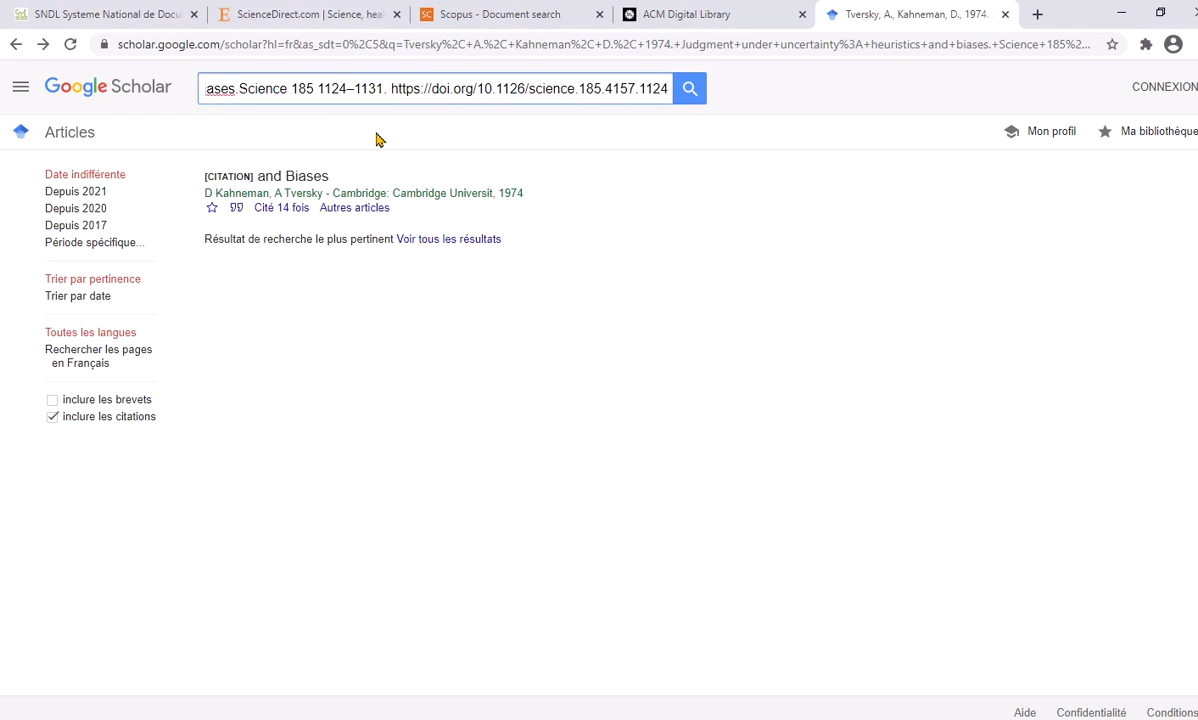 SNDL Systeme National de Docu
ScienceDirect.com | Science, heal
Scopus - Document search
ACM Digital Library
Tversky, A., Kahneman, D., 1974.
scholar.google.com/scholar?hl=fr&as_sdt=0%2C5&q=Tversky%2C+A.%2C+Kahneman%2C+D.%2C+1974.+Judgment+under+uncertainty%3A+heuristics+and+biases.+Science+185%2...
Google Scholar
ases.Science 185 1124–1131. https://doi.org/10.1126/science.185.4157.1124
CONNEXION
Articles
Mon profil
Ma bibliothèque
Date indifférente
Depuis 2021
Depuis 2020
Depuis 2017
Période spécifique...
Trier par pertinence
Trier par date
Toutes les langues
Rechercher les pages
en Français
inclure les brevets
inclure les citations
[CITATION] and Biases
D Kahneman, A Tversky - Cambridge: Cambridge Universit, 1974
Cité 14 fois Autres articles
Résultat de recherche le plus pertinent Voir tous les résultats
Aide
Confidentialité
Conditions